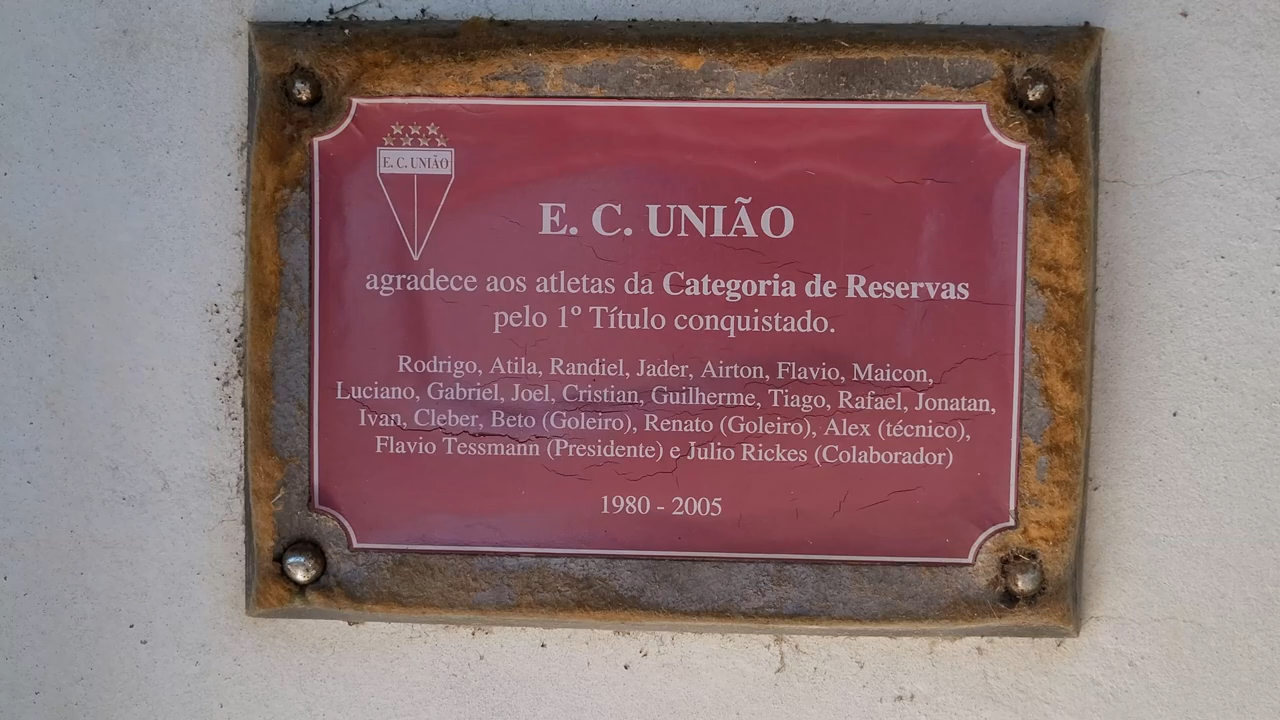 E. C. UNIÃO
E. C. UNIÃO
agradece aos atletas da Categoria de Reservas
pelo 1º Título conquistado.
Rodrigo, Atila, Randiel, Jader, Airton, Flavio, Maicon,
Luciano, Gabriel, Joel, Cristian, Guilherme, Tiago, Rafael, Jonatan,
Ivan, Cleber, Beto (Goleiro), Renato (Goleiro), Alex (técnico),
Flavio Tessmann (Presidente) e Julio Rickes (Colaborador)
1980 - 2005